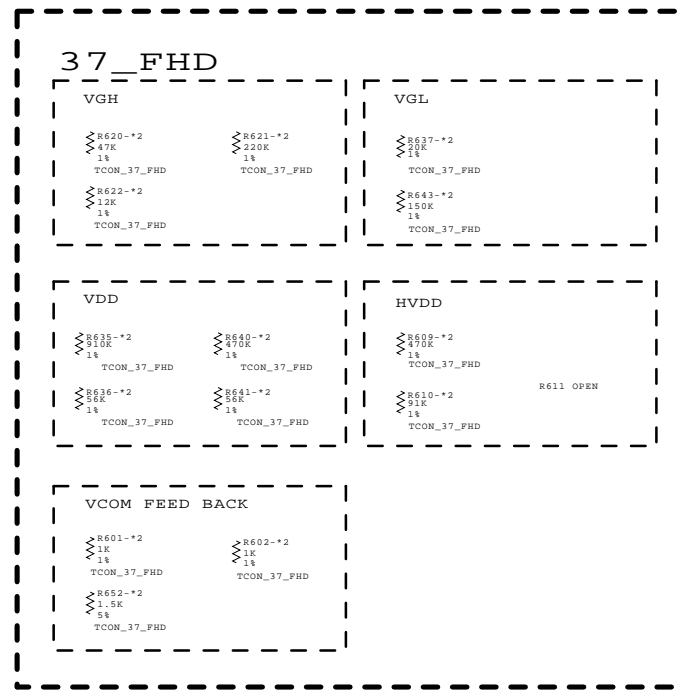 37_FHD
VGH
R620-*2
47K
1%
TCON_37_FHD
R621-*2
220K
1%
TCON_37_FHD
R622-*2
12K
1%
TCON_37_FHD
VGL
R637-*2
20K
1%
TCON_37_FHD
R643-*2
150K
1%
TCON_37_FHD
VDD
R635-*2
910K
1%
TCON_37_FHD
R640-*2
470K
1%
TCON_37_FHD
R636-*2
56K
1%
TCON_37_FHD
R641-*2
56K
1%
TCON_37_FHD
HVDD
R609-*2
470K
1%
TCON_37_FHD
R611 OPEN
R610-*2
91K
1%
TCON_37_FHD
VCOM FEED BACK
R601-*2
1K
1%
TCON_37_FHD
R602-*2
1K
1%
TCON_37_FHD
R652-*2
1.5K
5%
TCON_37_FHD